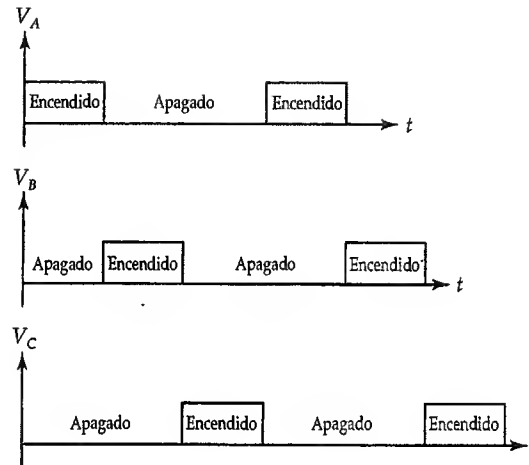 V_A
Encendido Apagado Encendido
t
V_B
Apagado Encendido Apagado Encendido
t
V_C
Apagado Encendido Apagado Encendido